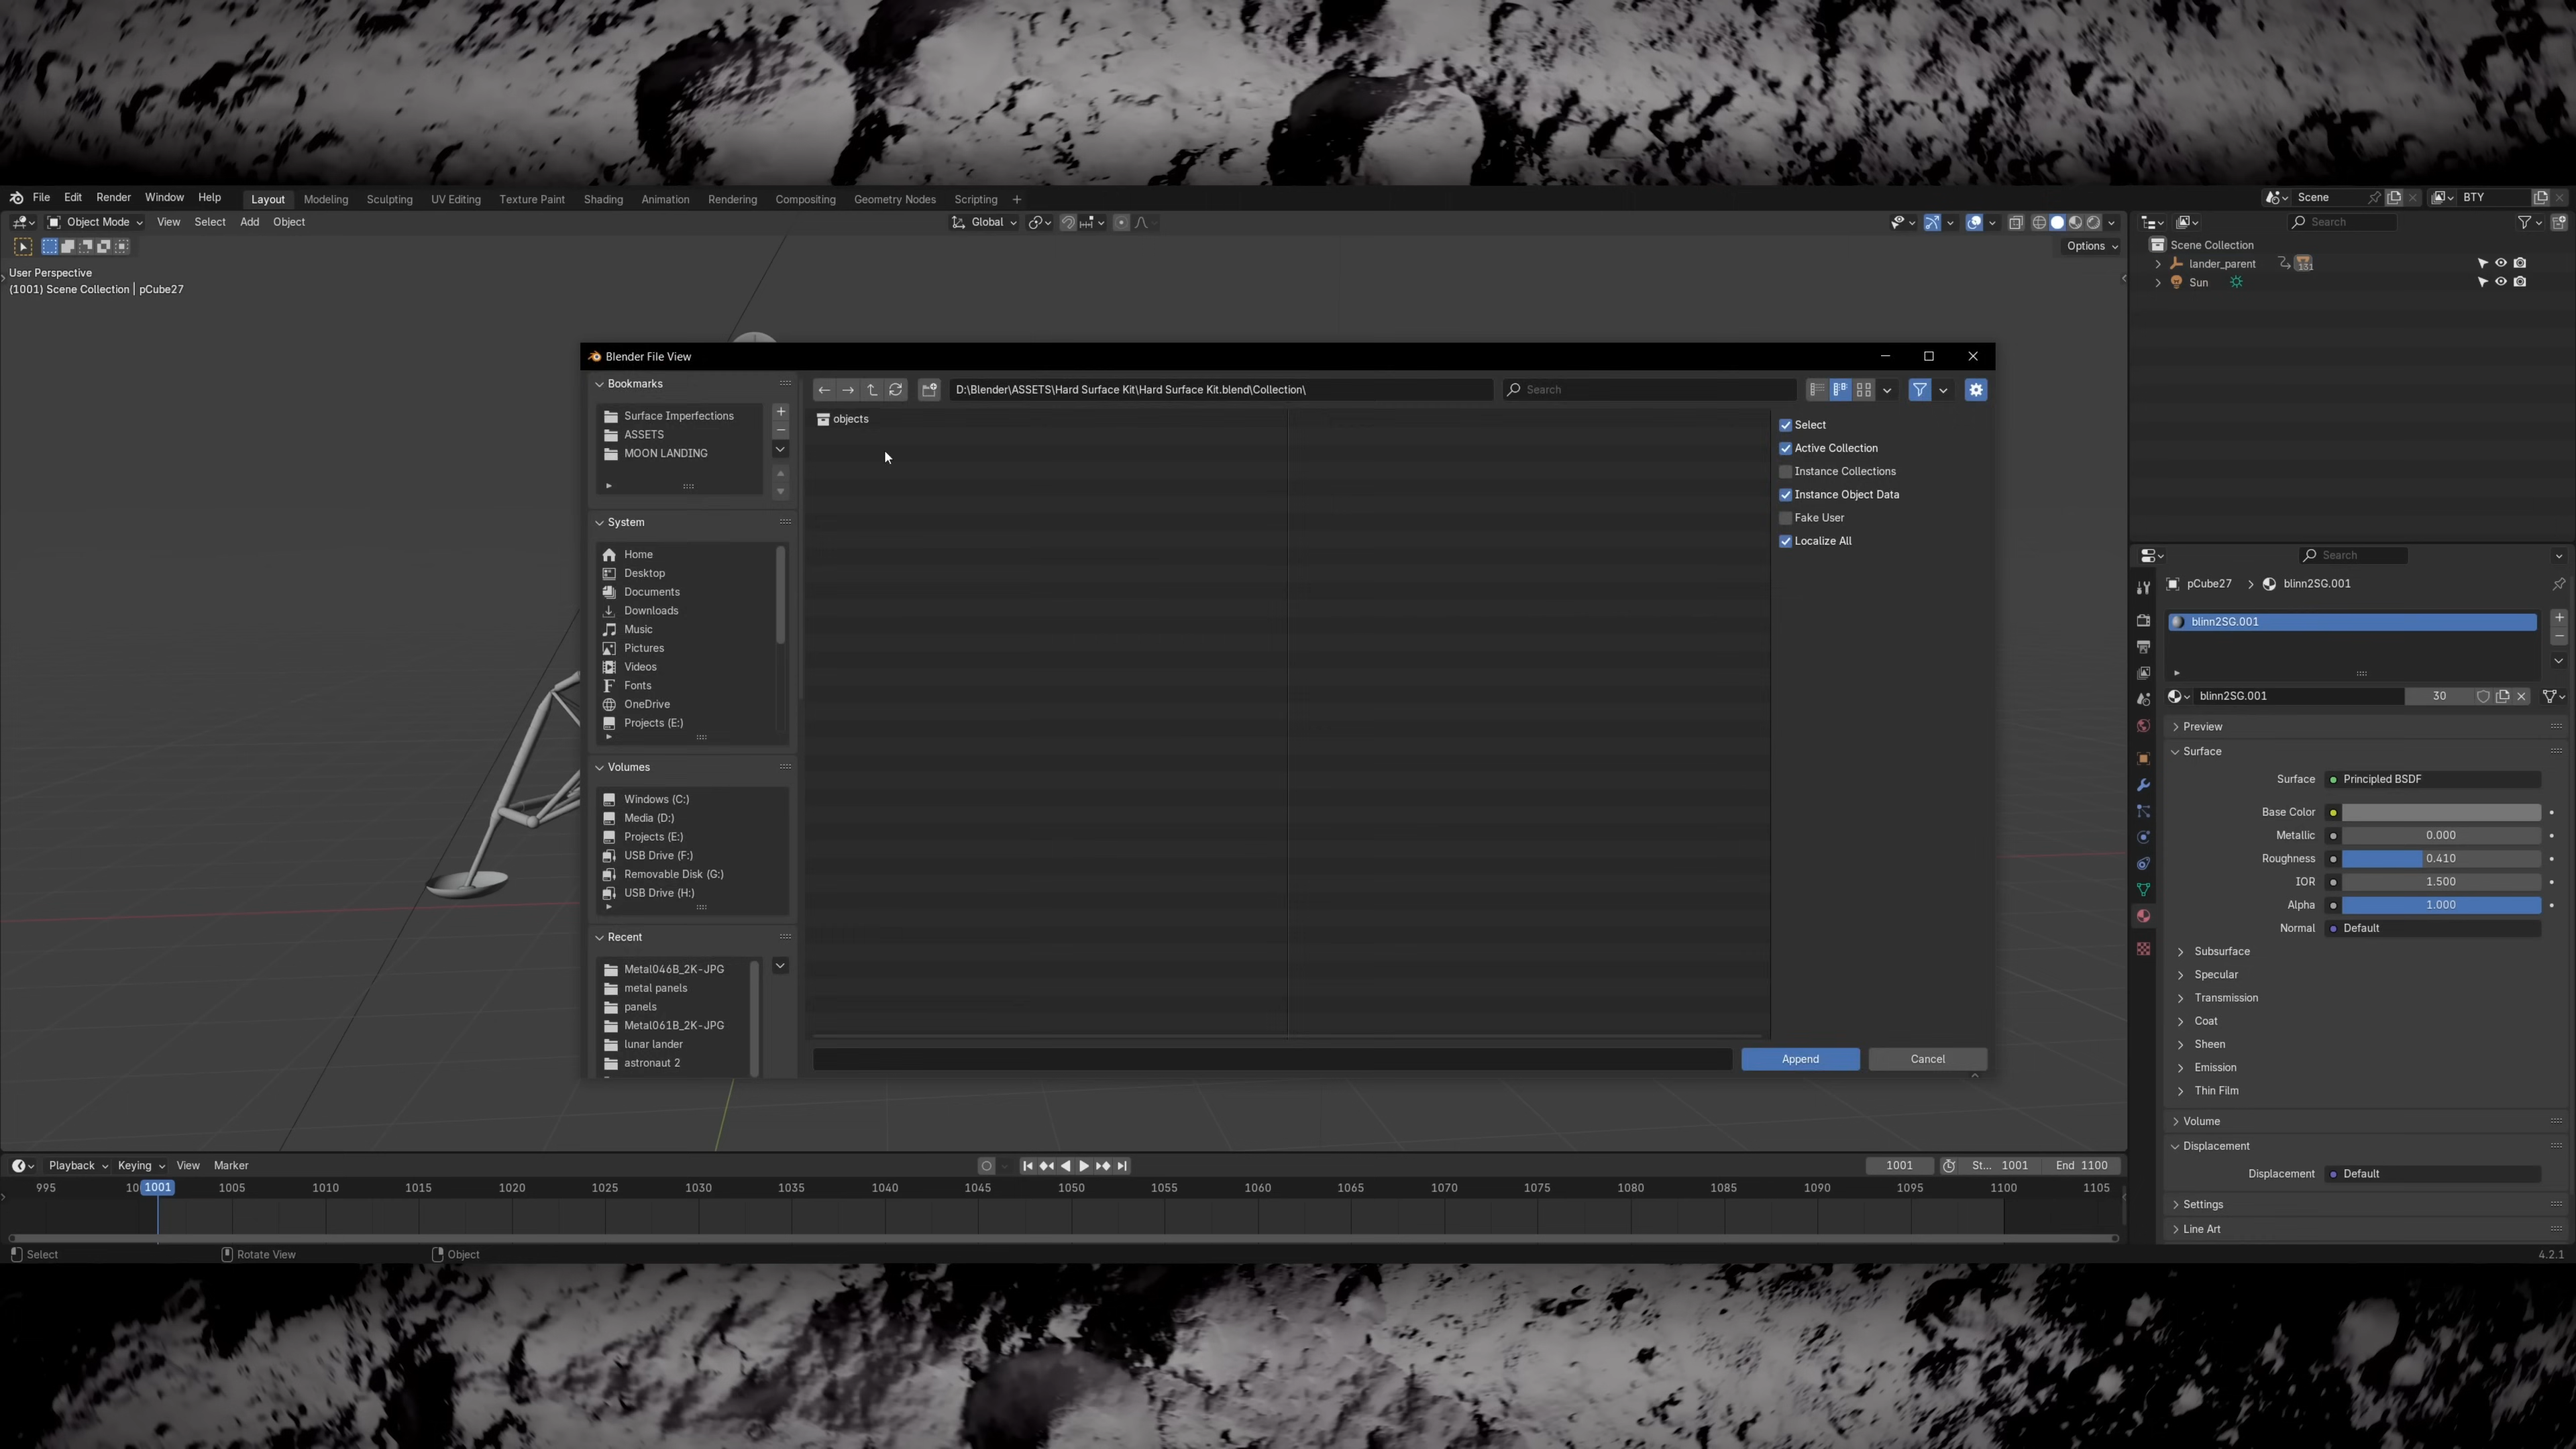 File Edit Render Window Help Layout Modeling Sculpting UV Editing Texture Paint Shading Animation Rendering Compositing Geometry Nodes Scripting + Scene BTY
Object Mode View Select Add Object Global Search
Options
User Perspective
(1001) Scene Collection | pCube27
Scene Collection
lander_parent 131
Sun
Blender File View
Bookmarks
Surface Imperfections
ASSETS
MOON LANDING
System
Home
Desktop
Documents
Downloads
Music
Pictures
Videos
Fonts
OneDrive
Projects (E:)
Volumes
Windows (C:)
Media (D:)
Projects (E:)
USB Drive (F:)
Removable Disk (G:)
USB Drive (H:)
Recent
Metal046B_2K-JPG
metal panels
panels
Metal061B_2K-JPG
lunar lander
astronaut 2
D:\Blender\ASSETS\Hard Surface Kit\Hard Surface Kit.blend\Collection\ Search
objects
Select
Active Collection
Instance Collections
Instance Object Data
Fake User
Localize All
Append Cancel
Search
pCube27 > blinn2SG.001
blinn2SG.001
blinn2SG.001 30
Preview
Surface
Surface Principled BSDF
Base Color
Metallic 0.000
Roughness 0.410
IOR 1.500
Alpha 1.000
Normal Default
Subsurface
Specular
Transmission
Coat
Sheen
Emission
Thin Film
Volume
Displacement
Displacement Default
Settings
Line Art
Playback Keying View Marker 1001 St... 1001 End 1100
995 10 1001 1005 1010 1015 1020 1025 1030 1035 1040 1045 1050 1055 1060 1065 1070 1075 1080 1085 1090 1095 1100 1105
Select Rotate View Object 4.2.1